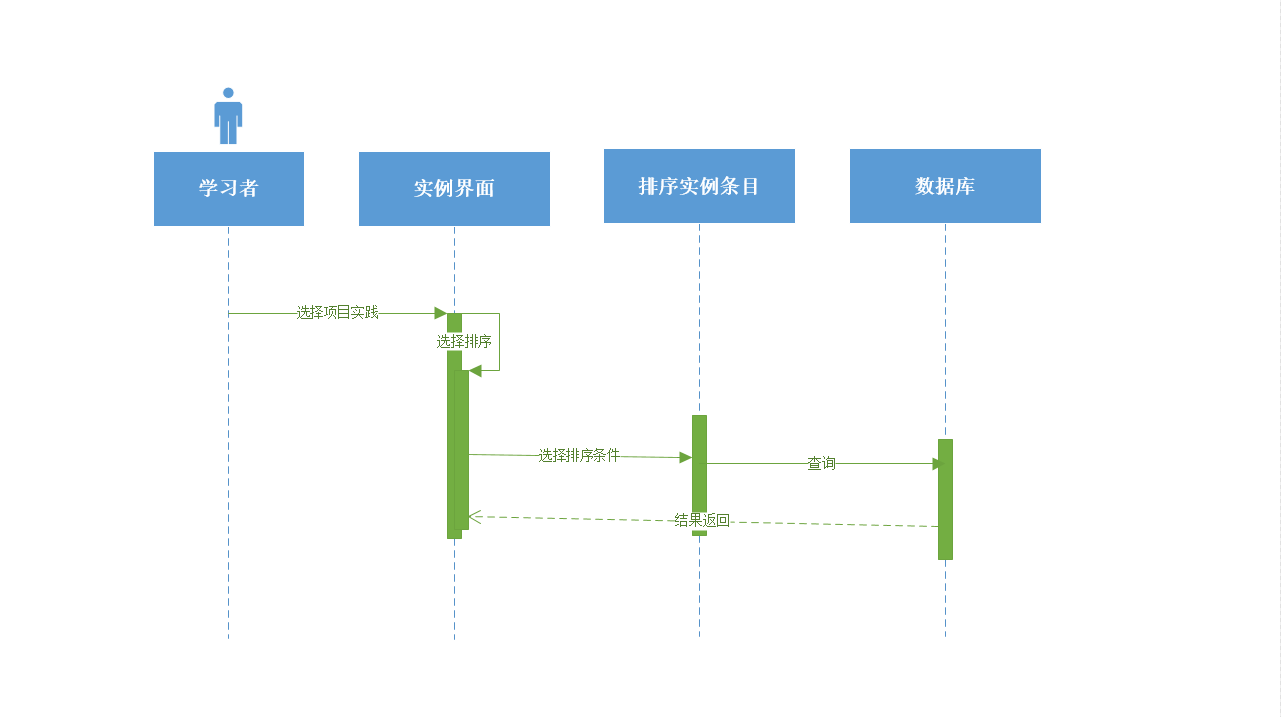 学习者
实例界面
排序实例条目
数据库
选择项目实践
选择排序
选择排序条件
查询
结果返回